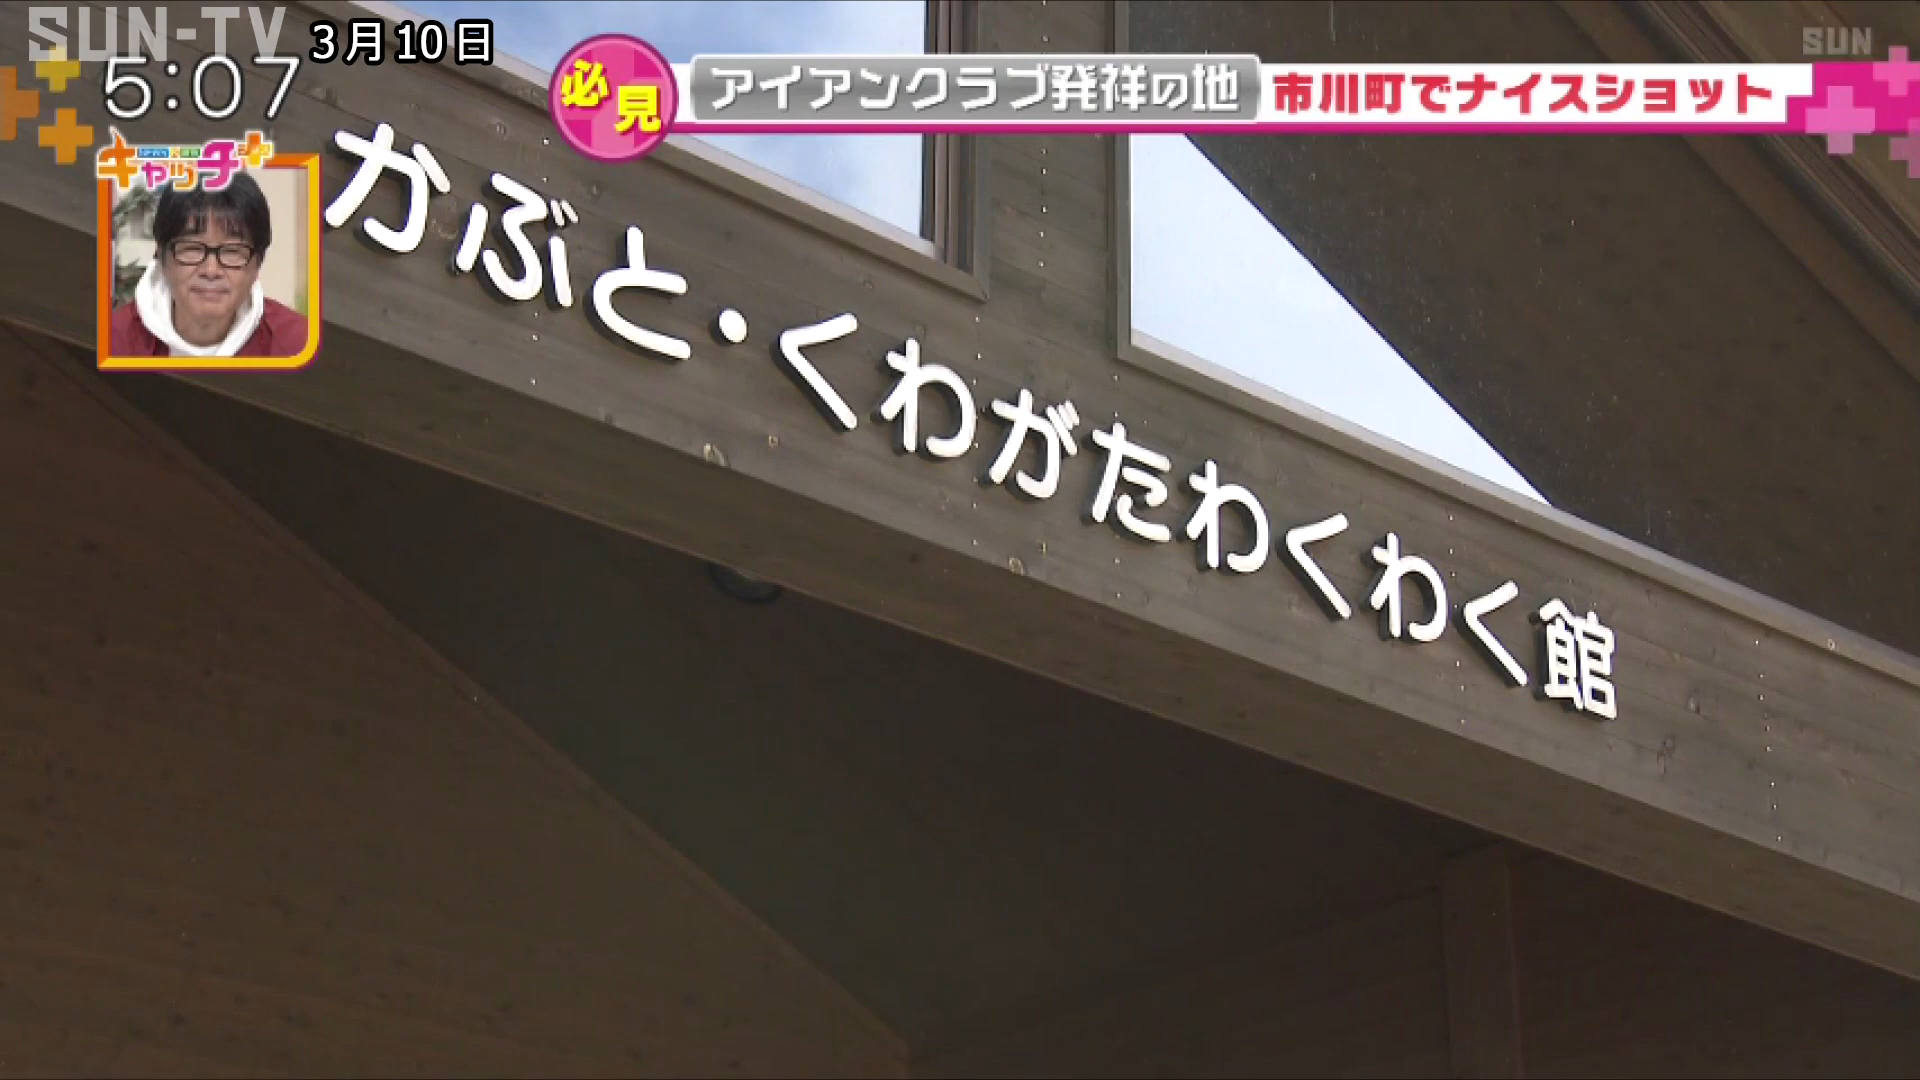 SUN-TV
3月10日
SUN
5:07
必見
アイアンクラブ発祥の地
市川町でナイスショット
キャッチ+
かぶと・くわがたわくわく館